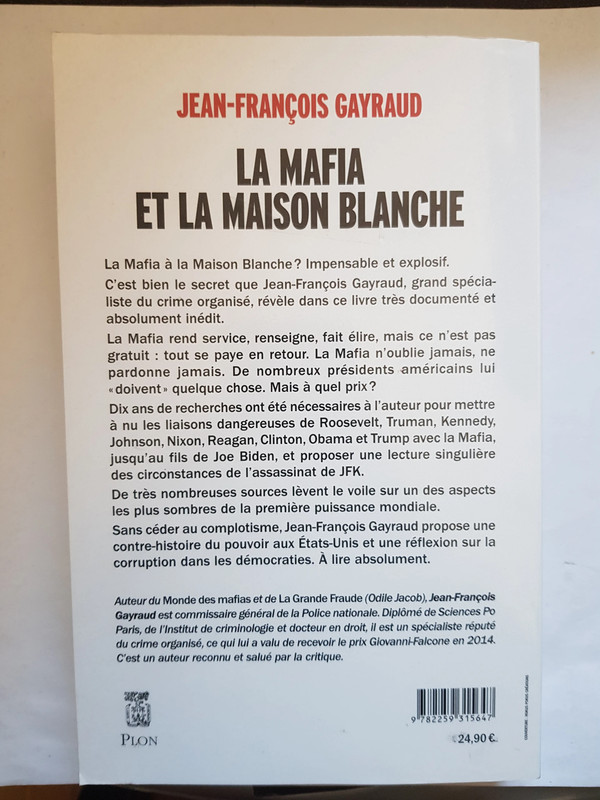 JEAN-FRANÇOIS GAYRAUD
LA MAFIA
ET LA MAISON BLANCHE
La Mafia à la Maison Blanche ? Impensable et explosif.
C'est bien le secret que Jean-François Gayraud, grand spécia-
liste du crime organisé, révèle dans ce livre très documenté et
absolument inédit.
La Mafia rend service, renseigne, fait élire, mais ce n'est pas
gratuit : tout se paye en retour. La Mafia n'oublie jamais, ne
pardonne jamais. De nombreux présidents américains lui
« doivent » quelque chose. Mais à quel prix ?
Dix ans de recherches ont été nécessaires à l'auteur pour mettre
à nu les liaisons dangereuses de Roosevelt, Truman, Kennedy,
Johnson, Nixon, Reagan, Clinton, Obama et Trump avec la Mafia,
jusqu'au fils de Joe Biden, et proposer une lecture singulière
des circonstances de l'assassinat de JFK.
De très nombreuses sources lèvent le voile sur un des aspects
les plus sombres de la première puissance mondiale.
Sans céder au complotisme, Jean-François Gayraud propose une
contre-histoire du pouvoir aux États-Unis et une réflexion sur la
corruption dans les démocraties. À lire absolument.
Auteur du Monde des mafias et de La Grande Fraude (Odile Jacob), Jean-François
Gayraud est commissaire général de la Police nationale. Diplômé de Sciences Po
Paris, de l'Institut de criminologie et docteur en droit, il est un spécialiste réputé
du crime organisé, ce qui lui a valu de recevoir le prix Giovanni-Falcone en 2014.
C'est un auteur reconnu et salué par la critique.
PLON
9 782259 315647
24,90 €